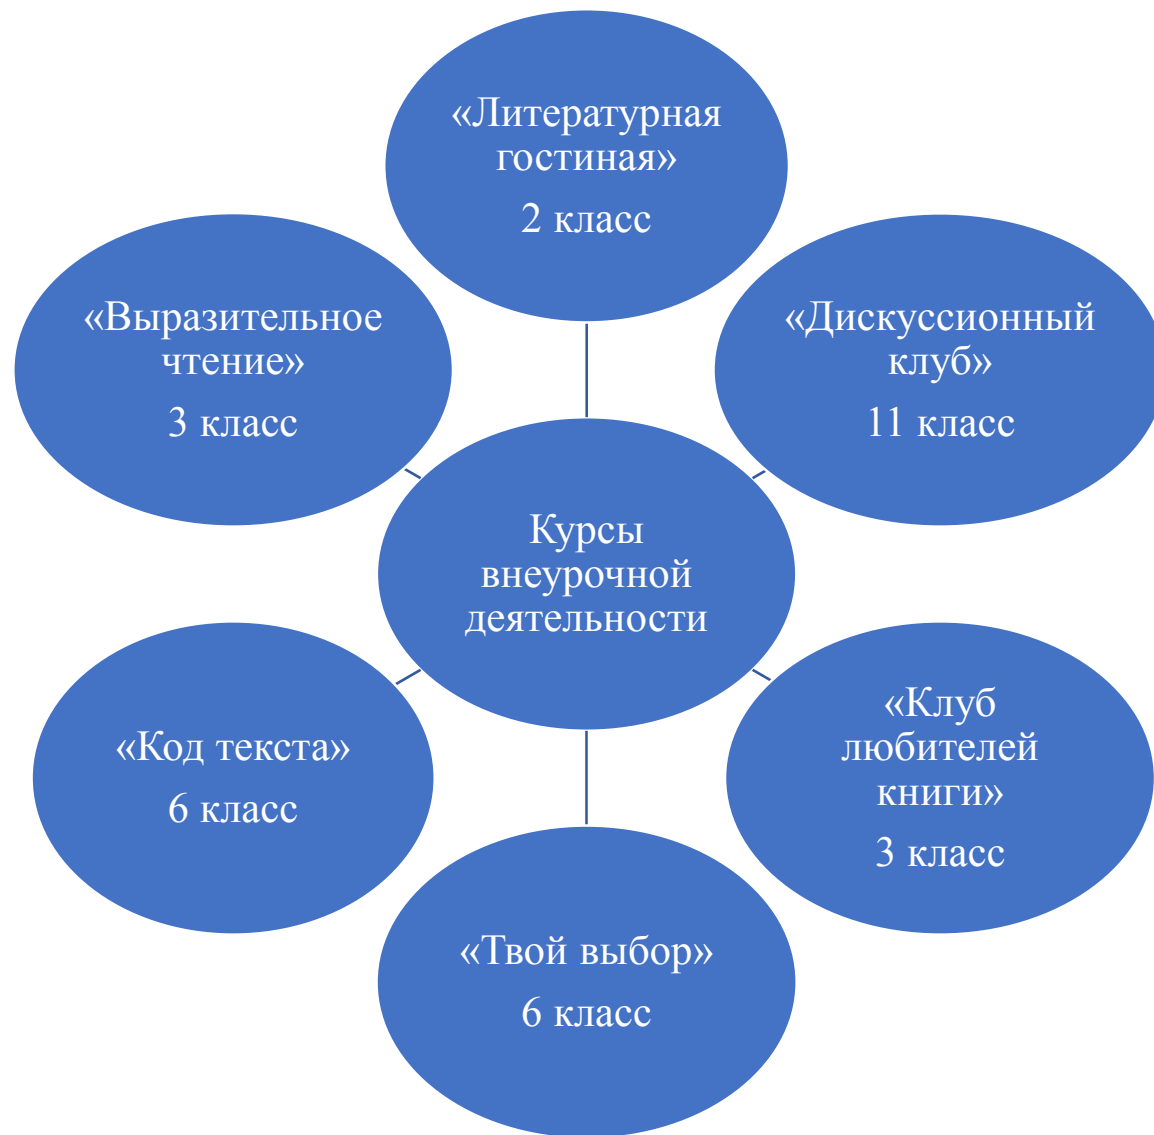 «Литературная
гостиная»
2 класс
«Дискуссионный
клуб»
11 класс
«Клуб
любителей
книги»
3 класс
«Твой выбор»
6 класс
«Код текста»
6 класс
«Выразительное
чтение»
3 класс
Курсы
внеурочной
деятельности